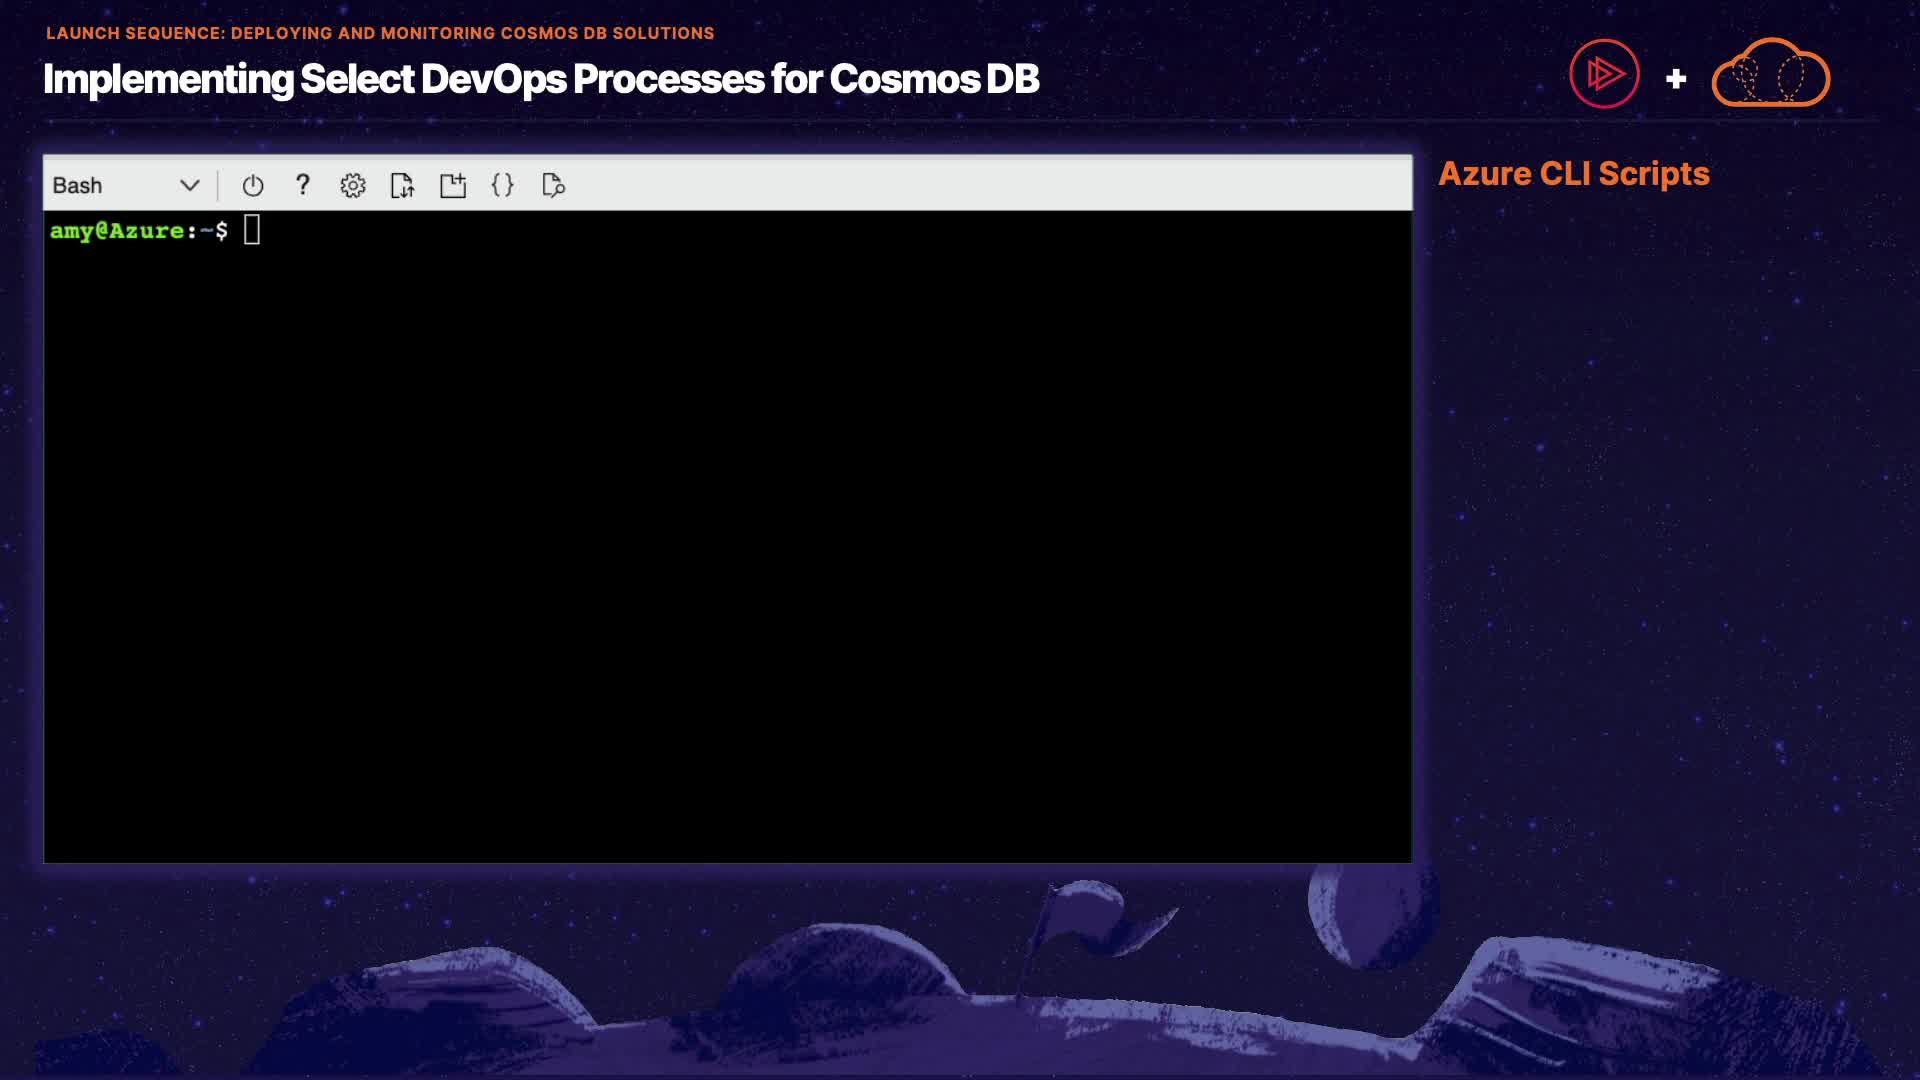 LAUNCH SEQUENCE: DEPLOYING AND MONITORING COSMOS DB SOLUTIONS
Implementing Select DevOps Processes for Cosmos DB
+
Bash
?
{}
Azure CLI Scripts
amy@Azure:~$